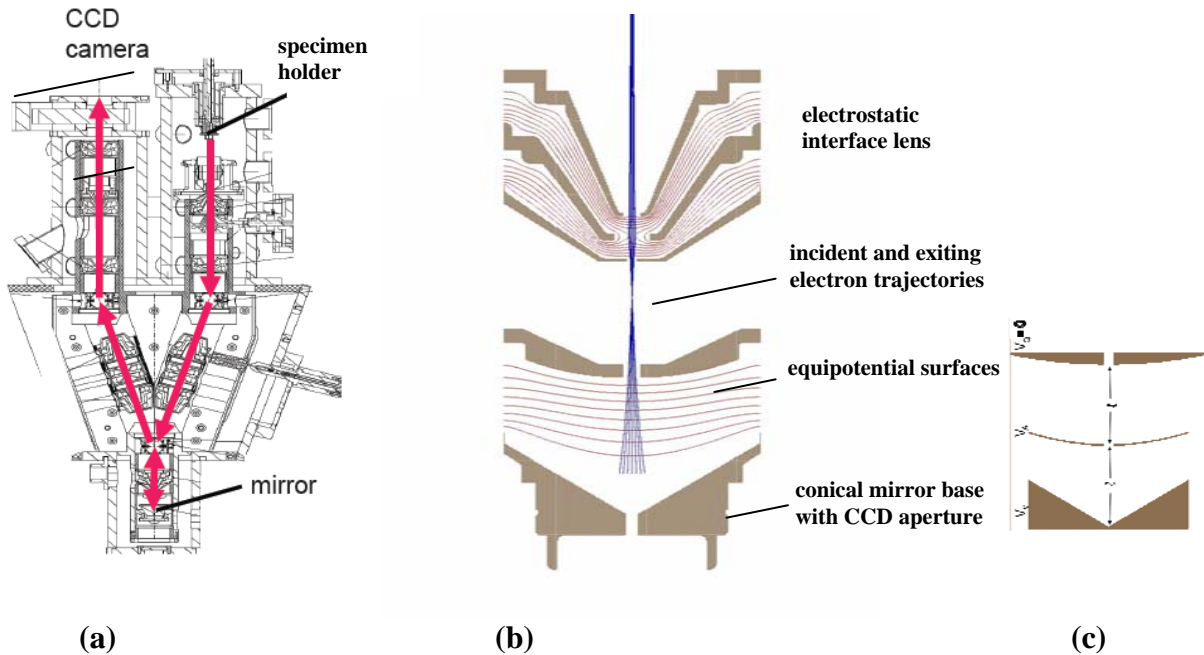 CCD
camera
specimen
holder
mirror
electrostatic
interface lens
incident and exiting
electron trajectories
equipotential surfaces
conical mirror base
with CCD aperture
(a)
(b)
(c)